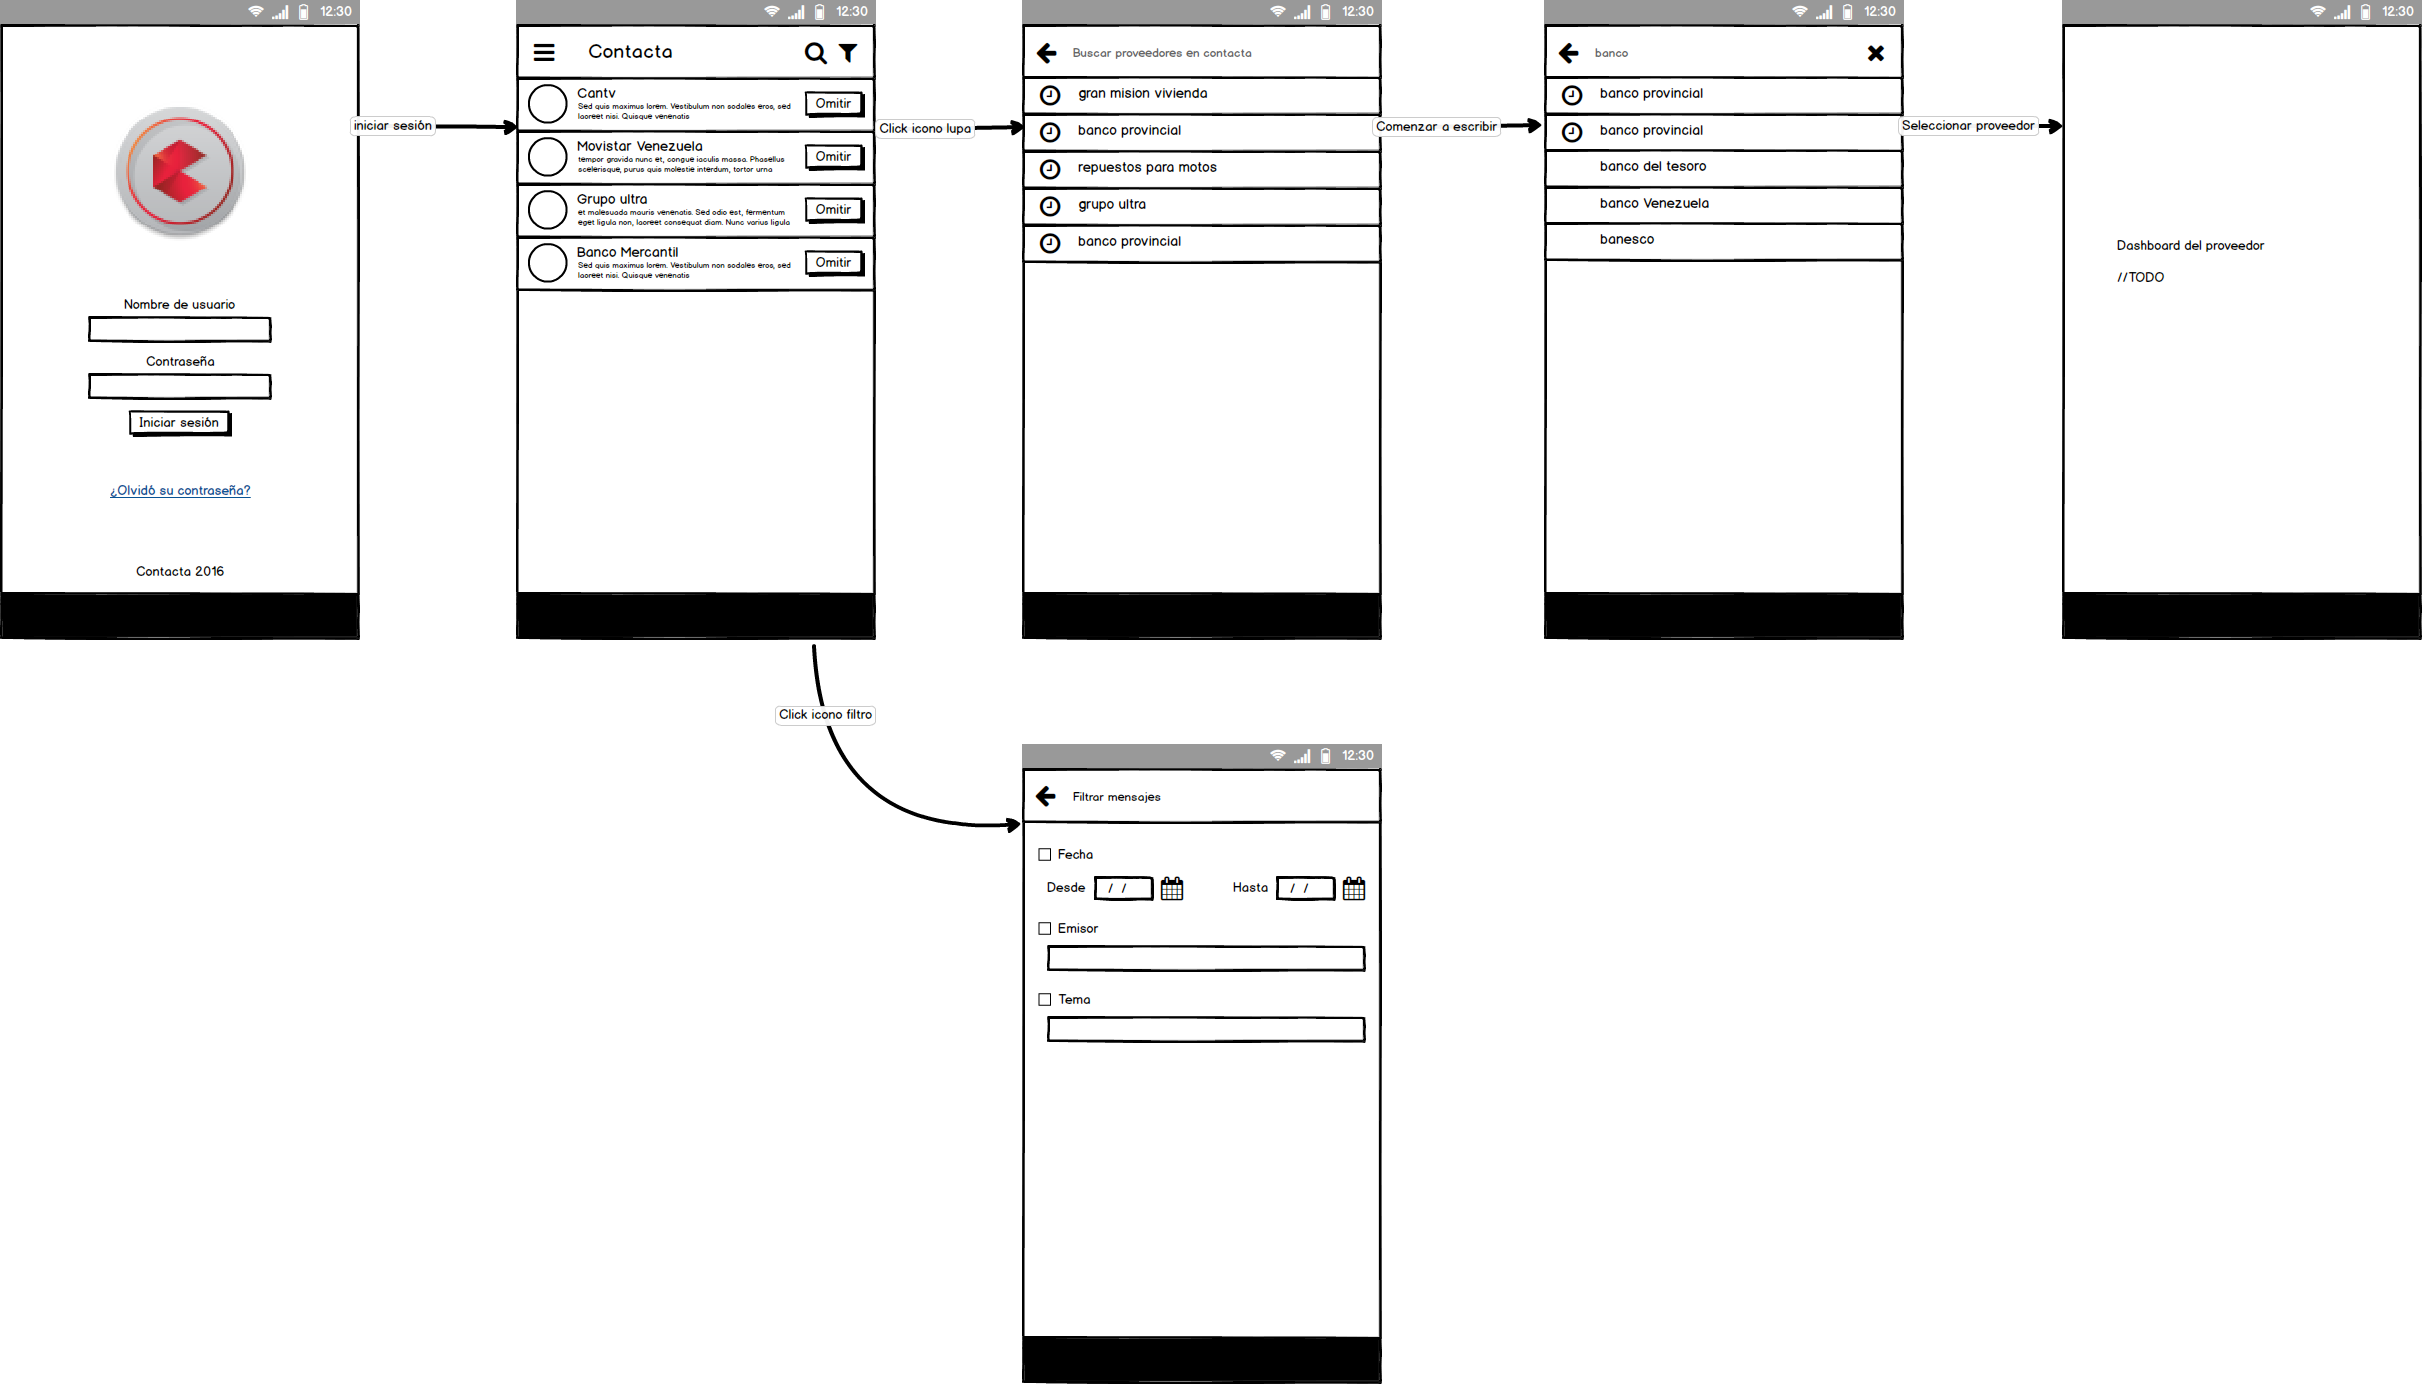 12:30
Nombre de usuario
Contraseña
Iniciar sesión
¿Olvidó su contraseña?
Contacta 2016
iniciar sesión
12:30
Contacta
Cantv
Sed quis maximus lorem. Vestibulum non sodales eros, sed
laoreet nisi. Quisque venenatis
Omitir
Movistar Venezuela
tempor gravida nunc et, congue iaculis massa. Phasellus
scelerisque, purus quis molestie interdum, tortor urna
Omitir
Grupo ultra
et malesuada mauris venenatis. Sed odio est, fermentum
eget ligula non, laoreet consequat diam. Nunc varius ligula
Omitir
Banco Mercantil
Sed quis maximus lorem. Vestibulum non sodales eros, sed
laoreet nisi. Quisque venenatis
Omitir
Click icono lupa
12:30
Buscar proveedores en contacta
gran mision vivienda
banco provincial
repuestos para motos
grupo ultra
banco provincial
Comenzar a escribir
12:30
banco
banco provincial
banco provincial
banco del tesoro
banco Venezuela
banesco
Seleccionar proveedor
12:30
Dashboard del proveedor
//TODO
Click icono filtro
12:30
Filtrar mensajes
Fecha
Desde / / Hasta / /
Emisor
Tema